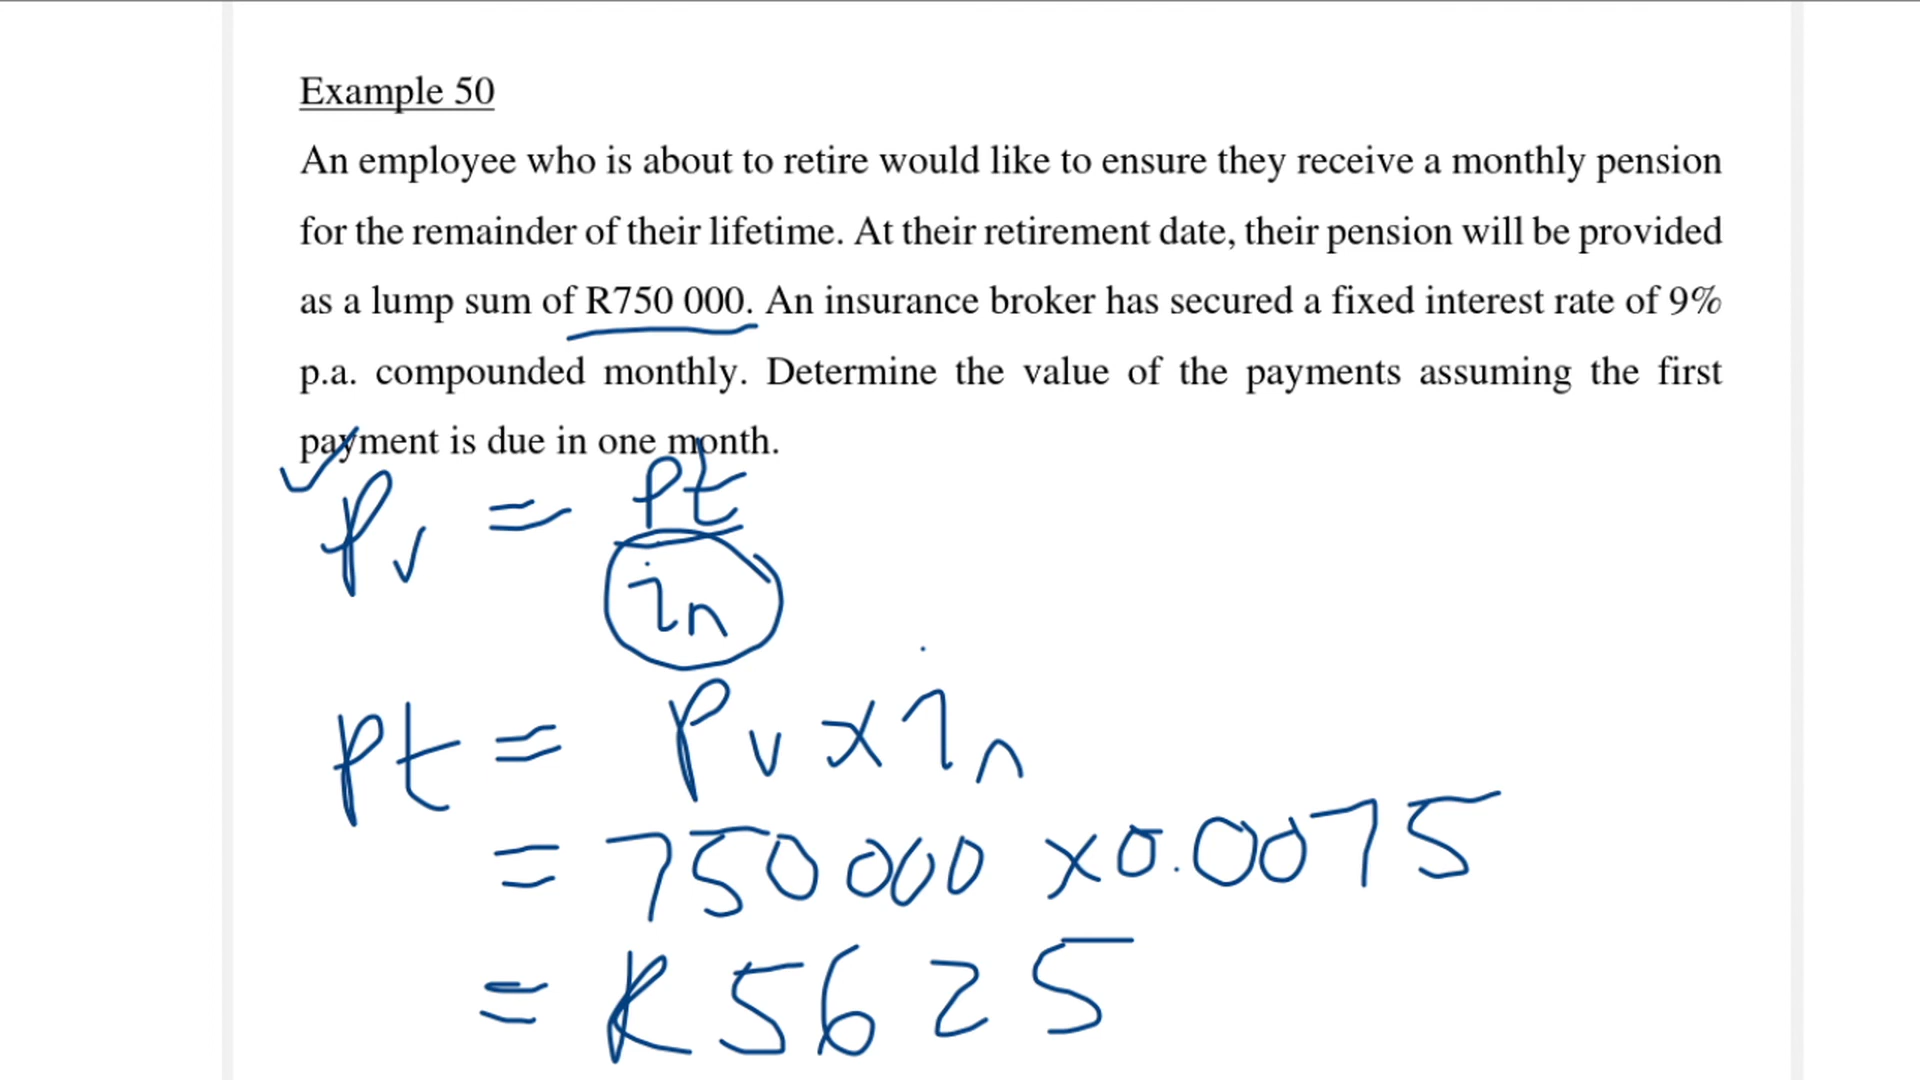 Example 50
An employee who is about to retire would like to ensure they receive a monthly pension
for the remainder of their lifetime. At their retirement date, their pension will be provided
as a lump sum of R750 000. An insurance broker has secured a fixed interest rate of 9%
p.a. compounded monthly. Determine the value of the payments assuming the first
payment is due in one month.
Pv = pt
in
pt = Pv x in
= 750000 x 0.0075
= R5625